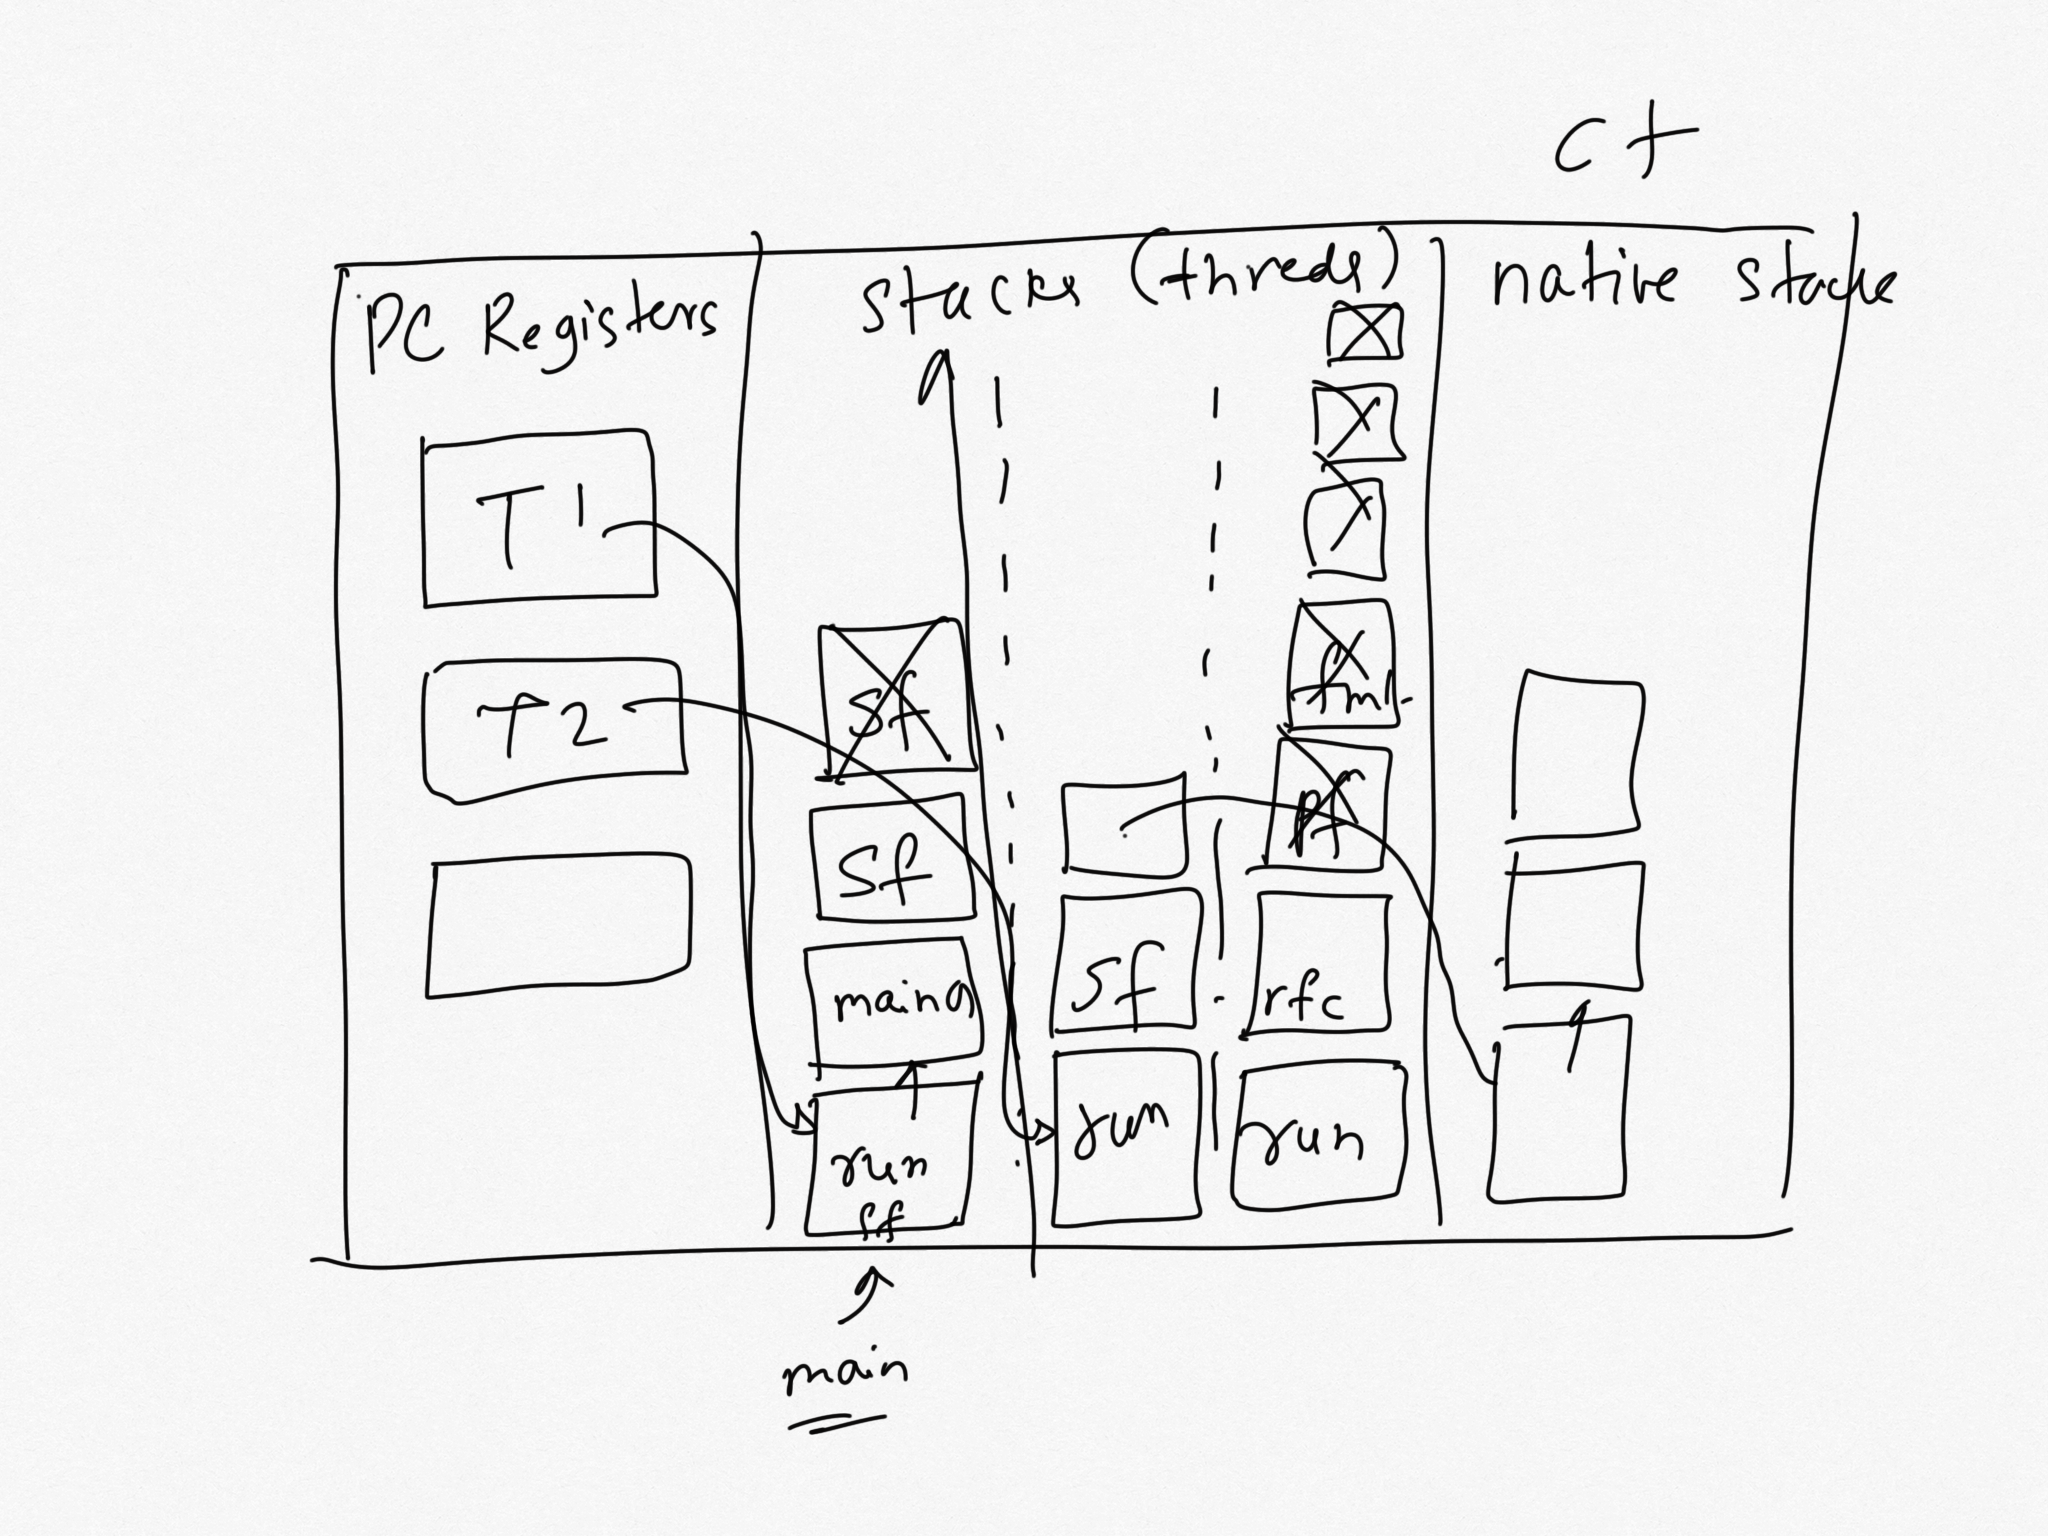 c +
PC Registers
stacks (threds)
native stacke
T1
T2
sf
sf
main()
run
sf
sf
run
fml
pf
rfc
run
main